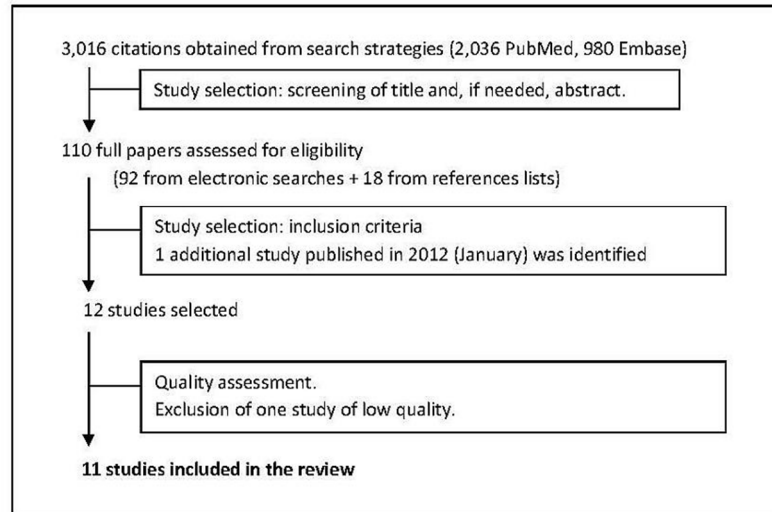 3,016 citations obtained from search strategies (2,036 PubMed, 980 Embase)
Study selection: screening of title and, if needed, abstract.
110 full papers assessed for eligibility
(92 from electronic searches + 18 from references lists)
Study selection: inclusion criteria
1 additional study published in 2012 (January) was identified
12 studies selected
Quality assessment.
Exclusion of one study of low quality.
11 studies included in the review